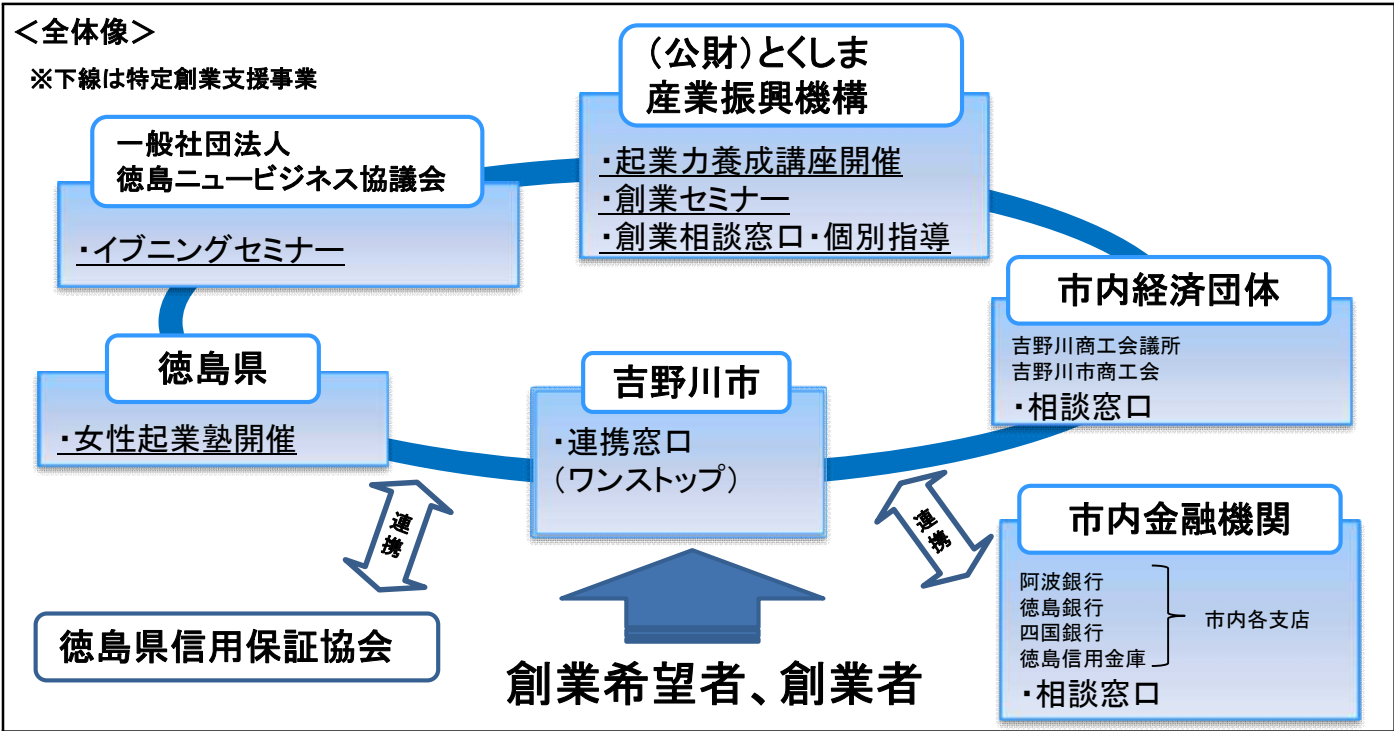 ＜全体像＞
※下線は特定創業支援事業
（公財）とくしま
産業振興機構
・起業力養成講座開催
・創業セミナー
・創業相談窓口・個別指導
一般社団法人
徳島ニュービジネス協議会
・イブニングセミナー
市内経済団体
吉野川商工会議所
吉野川市商工会
・相談窓口
徳島県
・女性起業塾開催
吉野川市
・連携窓口
（ワンストップ）
連携
連携
市内金融機関
阿波銀行
徳島銀行
四国銀行
徳島信用金庫
市内各支店
・相談窓口
徳島県信用保証協会
創業希望者、創業者